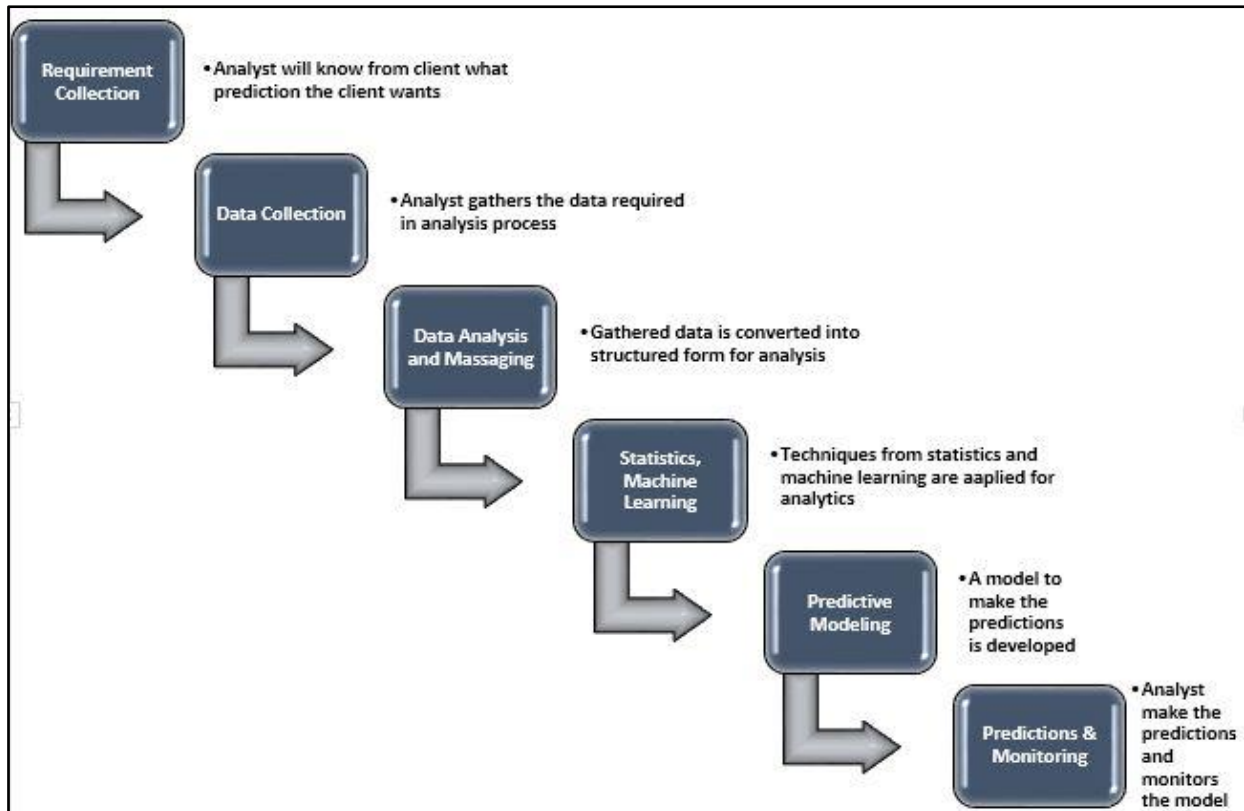 Requirement
Collection
•Analyst will know from client what
prediction the client wants
Data Collection
•Analyst gathers the data required
in analysis process
Data Analysis
and Massaging
•Gathered data is converted into
structured form for analysis
Statistics,
Machine
Learning
•Techniques from statistics and
machine learning are aaplied for
analytics
Predictive
Modeling
•A model to
make the
predictions
is developed
Predictions &
Monitoring
•Analyst
make the
predictions
and
monitors
the model